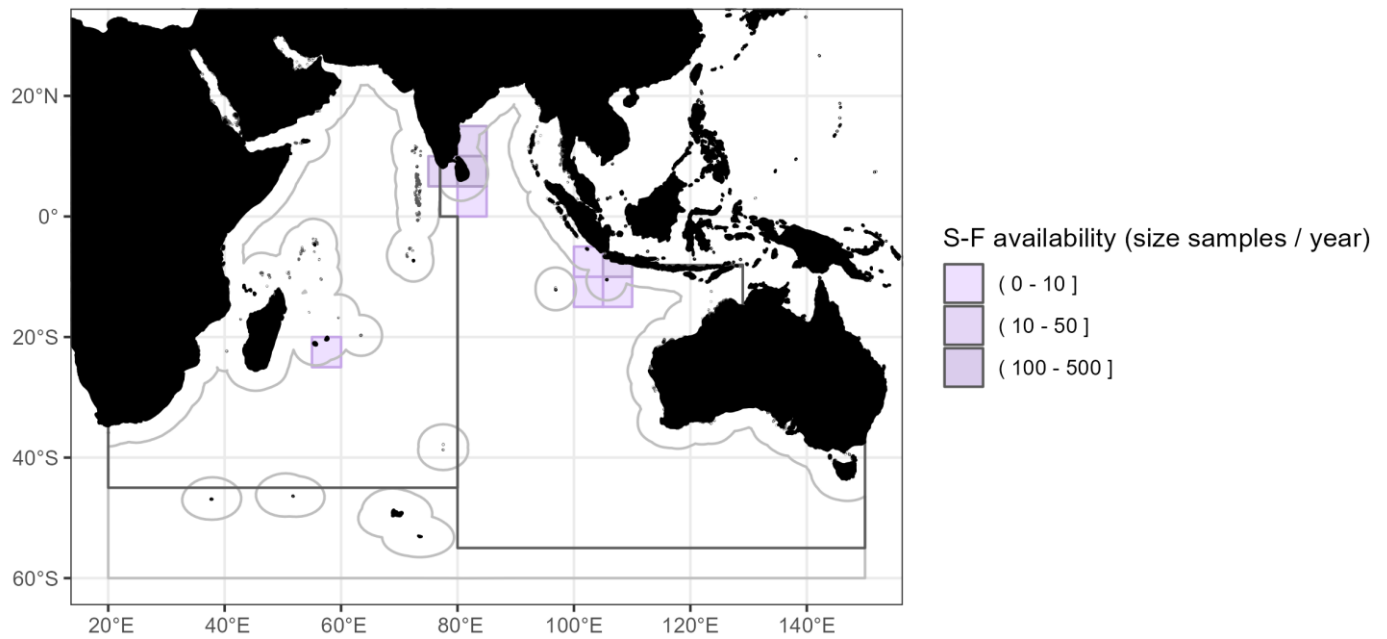 20°N
0°
20°S
40°S
60°S
20°E 40°E 60°E 80°E 100°E 120°E 140°E
S-F availability (size samples / year)
( 0 - 10 ]
( 10 - 50 ]
( 100 - 500 ]